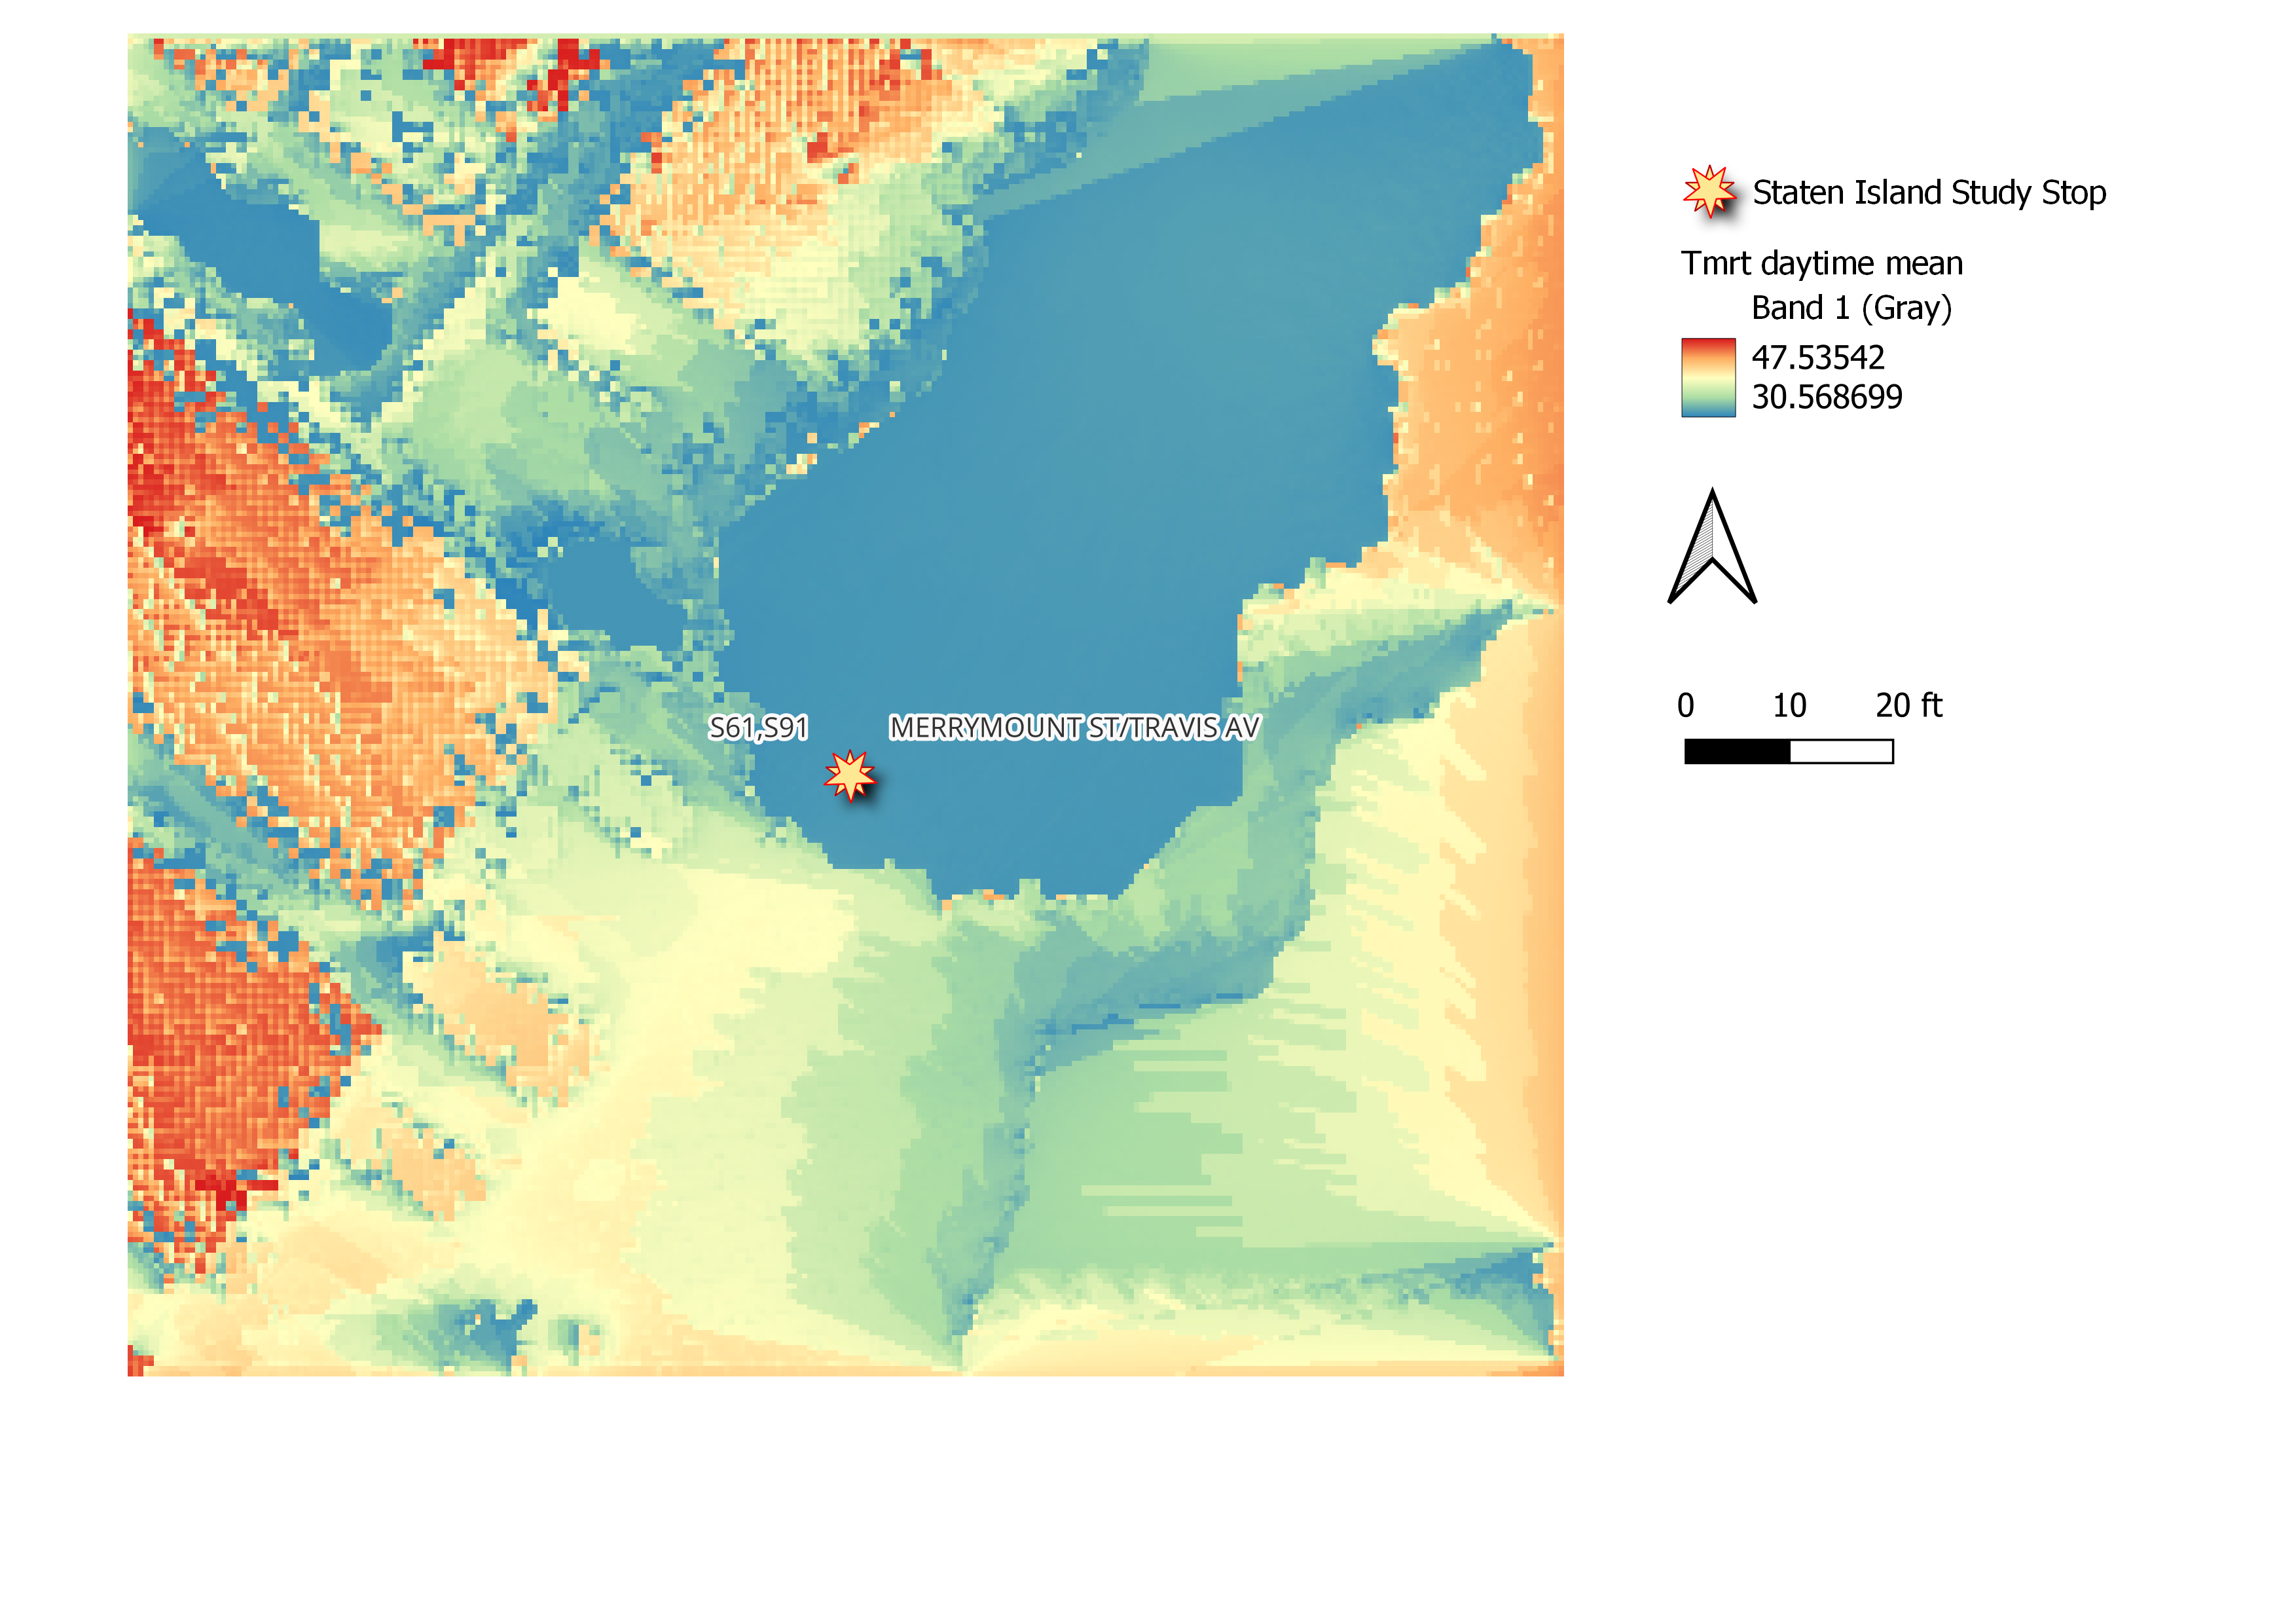 Staten Island Study Stop
Tmrt daytime mean
Band 1 (Gray)
47.53542
30.568699
0 10 20 ft
S61,S91 MERRYMOUNT ST/TRAVIS AV